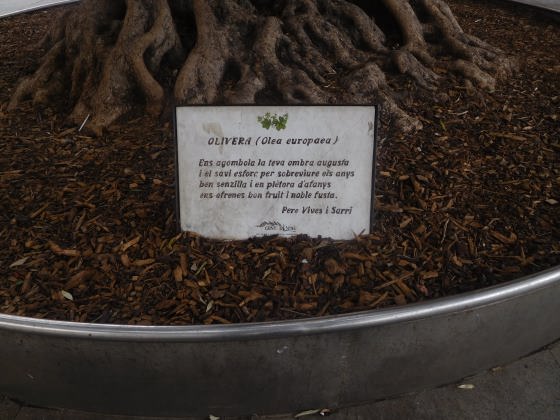 OLIVERA (Olea europaea)
Ens agombola la teva ombra augusta
i el savi esforç per sobreviure els anys
ben senzilla i en plètora d'afanys
ens ofrenes bon fruit i noble fusta.
Pere Vives i Sarri